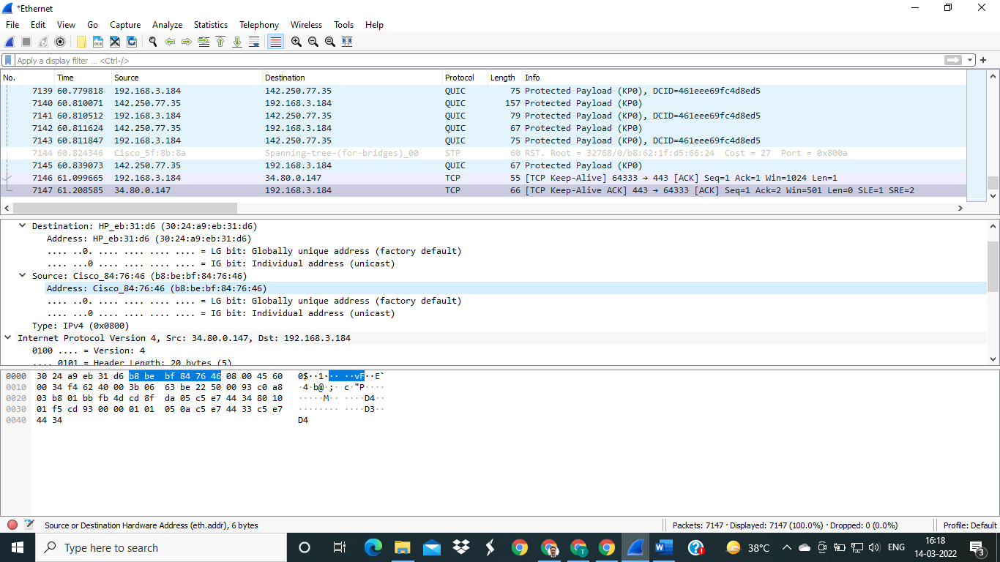 *Ethernet
File Edit View Go Capture Analyze Statistics Telephony Wireless Tools Help
Apply a display filter ... <Ctrl-/>
No. Time Source Destination Protocol Length Info
7139 60.779818 192.168.3.184 142.250.77.35 QUIC 75 Protected Payload (KP0), DCID=461eee69fc4d8ed5
7140 60.810071 142.250.77.35 192.168.3.184 QUIC 157 Protected Payload (KP0)
7141 60.810512 192.168.3.184 142.250.77.35 QUIC 79 Protected Payload (KP0), DCID=461eee69fc4d8ed5
7142 60.811624 142.250.77.35 192.168.3.184 QUIC 67 Protected Payload (KP0)
7143 60.811847 192.168.3.184 142.250.77.35 QUIC 75 Protected Payload (KP0), DCID=461eee69fc4d8ed5
7144 60.824346 Cisco_5f:8b:8a Spanning-tree-(for-bridges)_00 STP 60 RST. Root = 32768/0/b8:62:1f:d5:66:24 Cost = 27 Port = 0x800a
7145 60.839073 142.250.77.35 192.168.3.184 QUIC 67 Protected Payload (KP0)
7146 61.099665 192.168.3.184 34.80.0.147 TCP 55 [TCP Keep-Alive] 64333 → 443 [ACK] Seq=1 Ack=1 Win=1024 Len=1
7147 61.208585 34.80.0.147 192.168.3.184 TCP 66 [TCP Keep-Alive ACK] 443 → 64333 [ACK] Seq=1 Ack=2 Win=501 Len=0 SLE=1 SRE=2
Destination: HP_eb:31:d6 (30:24:a9:eb:31:d6)
Address: HP_eb:31:d6 (30:24:a9:eb:31:d6)
.... ..0. .... .... .... .... = LG bit: Globally unique address (factory default)
.... ...0 .... .... .... .... = IG bit: Individual address (unicast)
Source: Cisco_84:76:46 (b8:be:bf:84:76:46)
Address: Cisco_84:76:46 (b8:be:bf:84:76:46)
.... ..0. .... .... .... .... = LG bit: Globally unique address (factory default)
.... ...0 .... .... .... .... = IG bit: Individual address (unicast)
Type: IPv4 (0x0800)
Internet Protocol Version 4, Src: 34.80.0.147, Dst: 192.168.3.184
0100 .... = Version: 4
.... 0101 = Header Length: 20 bytes (5)
0000 30 24 a9 eb 31 d6 b8 be bf 84 76 46 08 00 45 60 0$··1··· ··vF··E`
0010 00 34 f4 62 40 00 3b 06 63 be 22 50 00 93 c0 a8 ·4·b@·;· c·"P····
0020 03 b8 01 bb fb 4d cd 8f da 05 c5 e7 44 34 80 10 ·····M·· ····D4··
0030 01 f5 cd 93 00 00 01 01 05 0a c5 e7 44 33 c5 e7 ········ ····D3··
0040 44 34 D4
Source or Destination Hardware Address (eth.addr), 6 bytes Packets: 7147 · Displayed: 7147 (100.0%) · Dropped: 0 (0.0%) Profile: Default
Type here to search 38°C ENG 16:18
14-03-2022 3